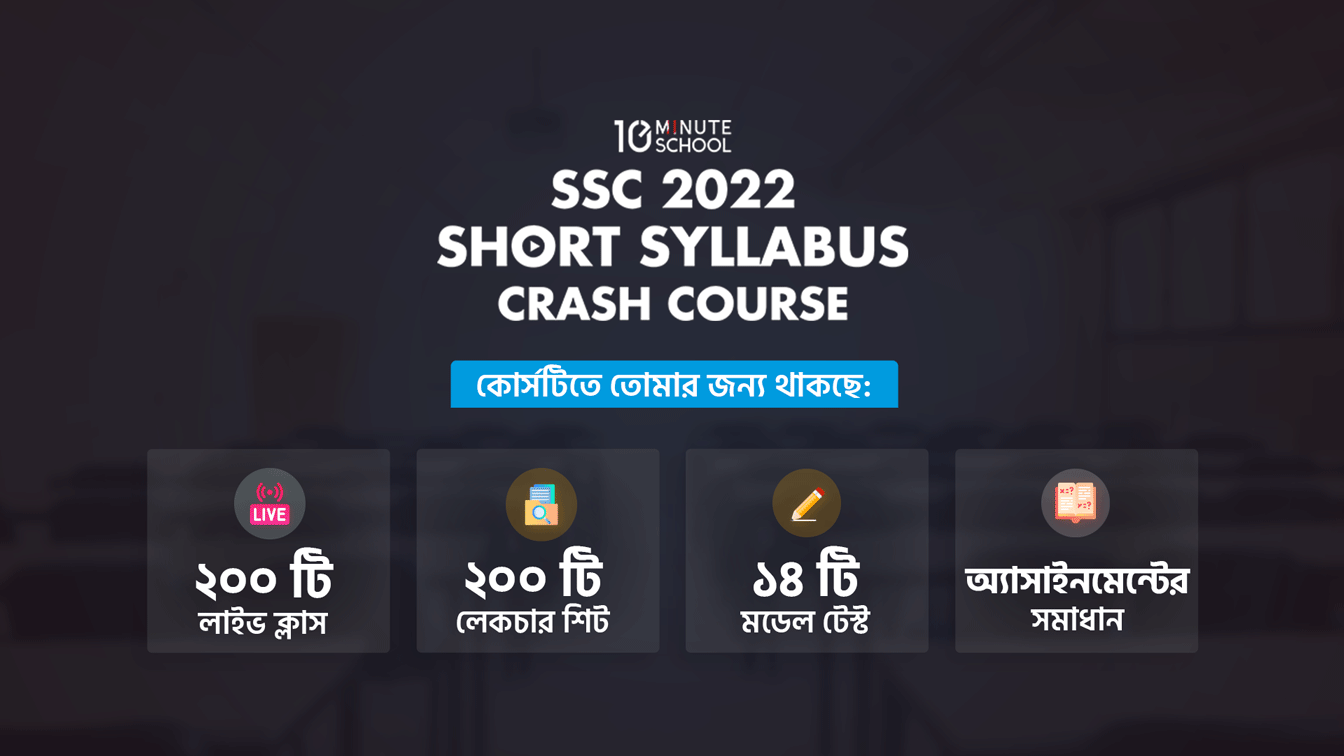 10 MINUTE
SCHOOL
SSC 2022
SHORT SYLLABUS
CRASH COURSE
কোর্সটিতে তোমার জন্য থাকছে:
LIVE
২০০ টি
লাইভ ক্লাস
২০০ টি
লেকচার শিট
১৪ টি
মডেল টেস্ট
x=?
x=?
অ্যাসাইনমেন্টের
সমাধান